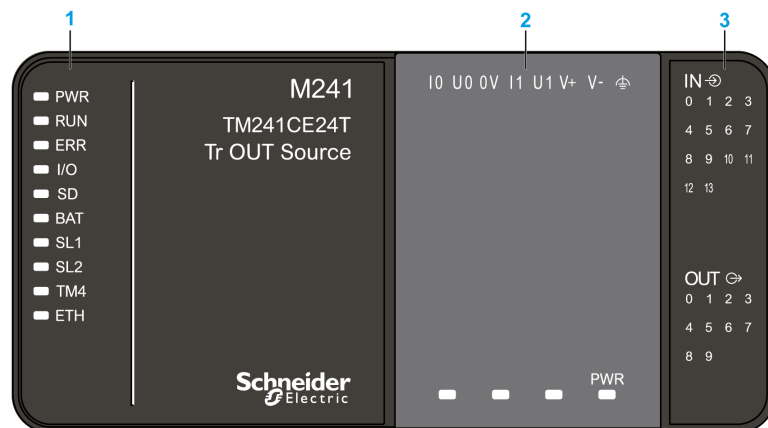 1 2 3
PWR
RUN
ERR
I/O
SD
BAT
SL1
SL2
TM4
ETH
M241
TM241CE24T
Tr OUT Source
Schneider
Electric
I0 U0 0V I1 U1 V+ V-
PWR
IN
0 1 2 3
4 5 6 7
8 9 10 11
12 13
OUT
0 1 2 3
4 5 6 7
8 9